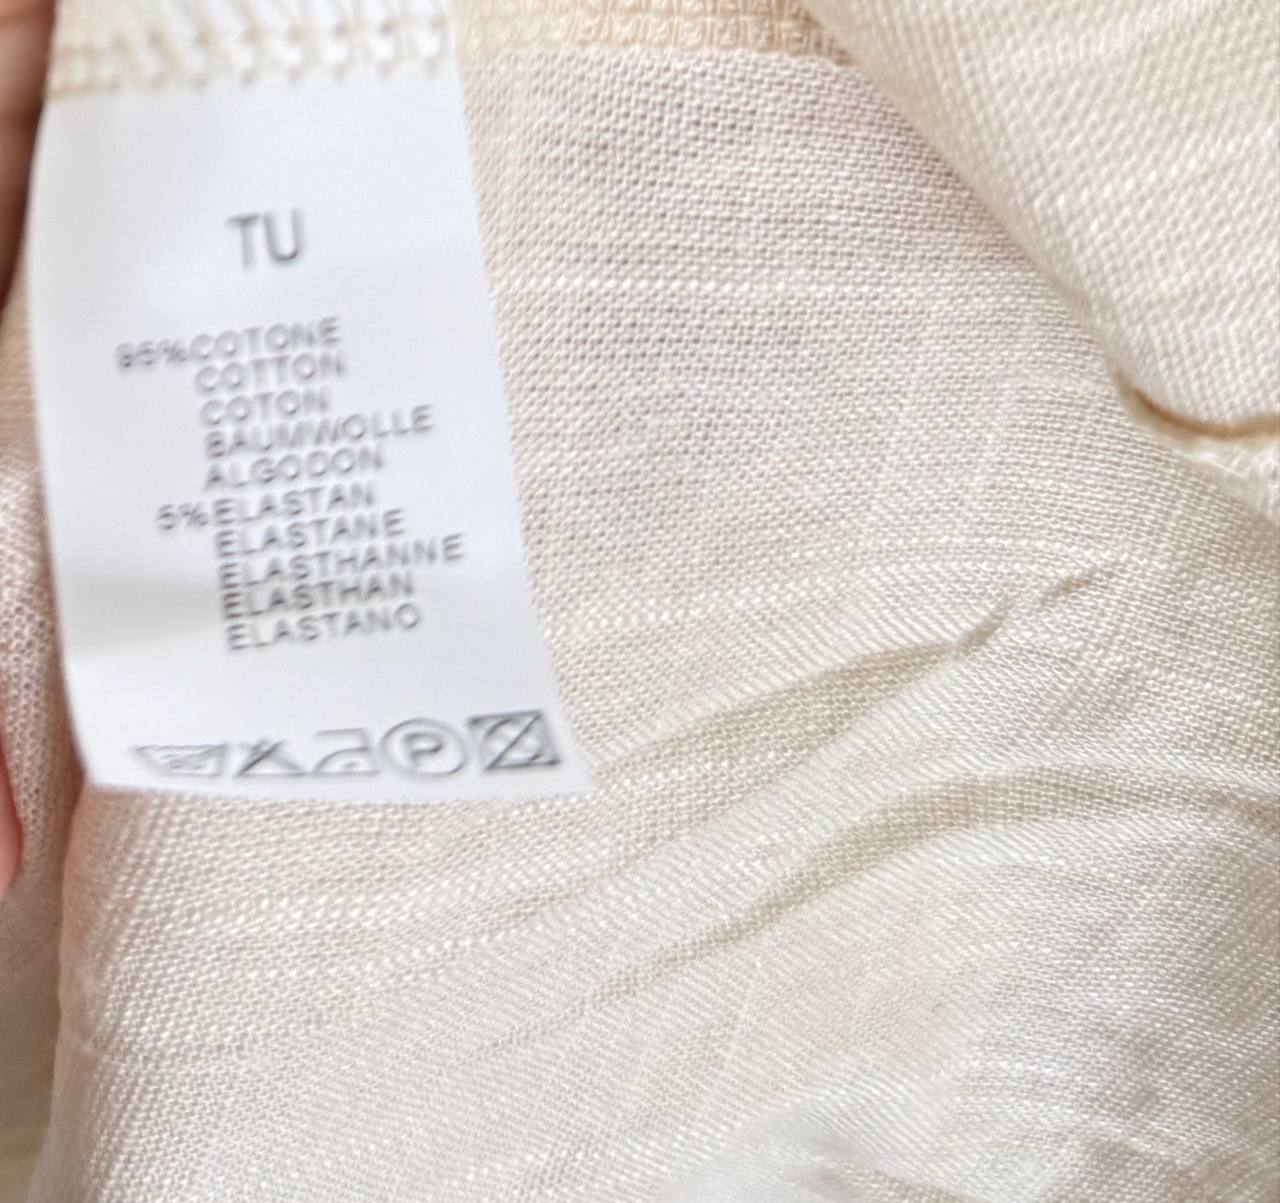 TU
95%COTONE
COTTON
COTON
BAUMWOLLE
ALGODON
5%ELASTAN
ELASTANE
ELASTHANNE
ELASTHAN
ELASTANO
P